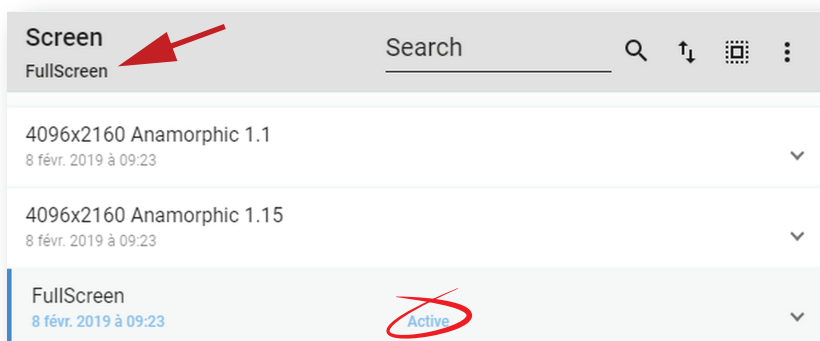 Screen
FullScreen
Search
4096x2160 Anamorphic 1.1
8 févr. 2019 à 09:23
4096x2160 Anamorphic 1.15
8 févr. 2019 à 09:23
FullScreen
8 févr. 2019 à 09:23
Active